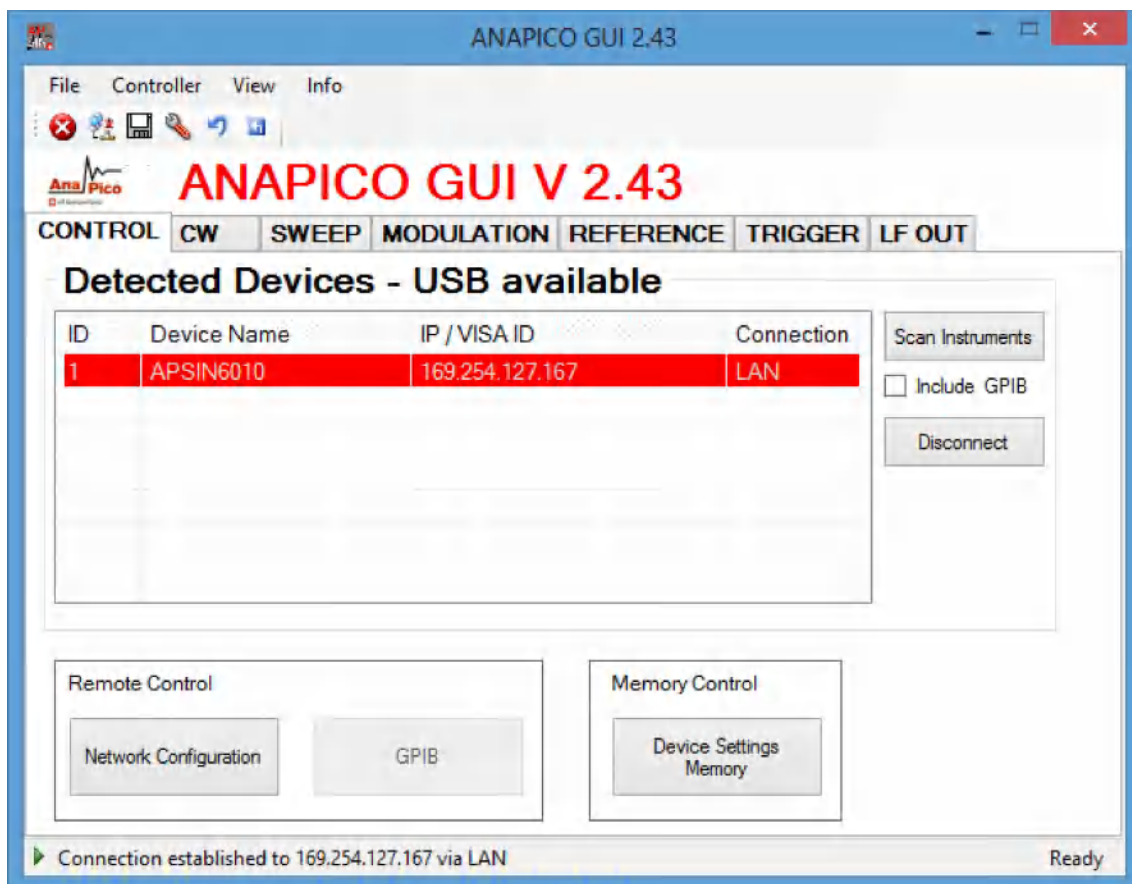 ANAPICO GUI 2.43
File Controller View Info
Ana Pico
ANAPICO GUI V 2.43
CONTROL CW SWEEP MODULATION REFERENCE TRIGGER LF OUT
Detected Devices - USB available
ID Device Name IP / VISA ID Connection
1 APSIN6010 169.254.127.167 LAN
Scan Instruments
Include GPIB
Disconnect
Remote Control
Network Configuration
GPIB
Memory Control
Device Settings
Memory
Connection established to 169.254.127.167 via LAN
Ready